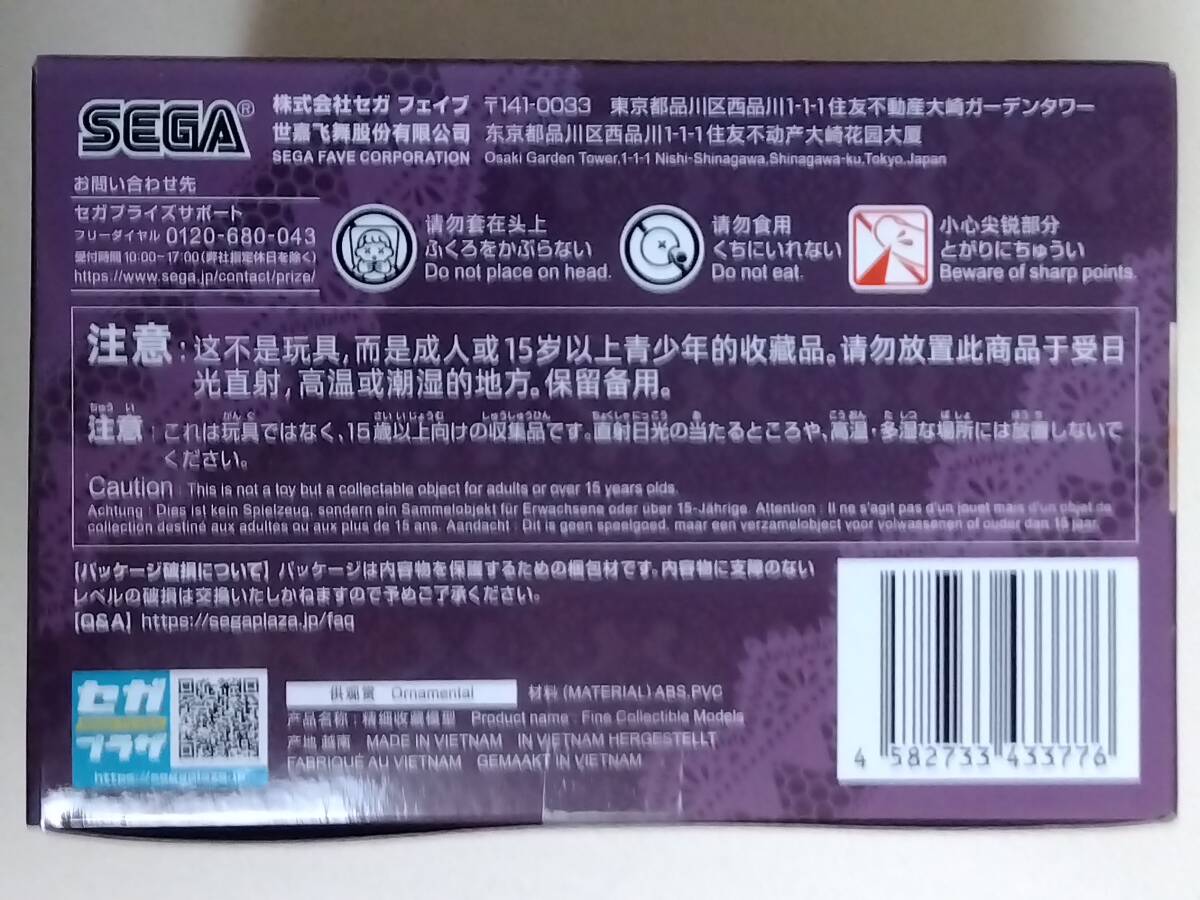 SEGA®
株式会社セガ フェイブ 〒141-0033 東京都品川区西品川1-1-1住友不動産大崎ガーデンタワー
世嘉飞舞股份有限公司 东京都品川区西品川1-1-1住友不动产大崎花园大厦
SEGA FAVE CORPORATION Osaki Garden Tower,1-1-1 Nishi-Shinagawa,Shinagawa-ku,Tokyo,Japan
お問い合わせ先
セガプライズサポート
フリーダイヤル 0120-680-043
受付時間 10:00~17:00(弊社指定休日を除く)
https://www.sega.jp/contact/prize/
请勿套在头上
ふくろをかぶらない
Do not place on head.
请勿食用
くちにいれない
Do not eat.
小心尖锐部分
とがりにちゅうい
Beware of sharp points.
注意:这不是玩具,而是成人或15岁以上青少年的收藏品。请勿放置此商品于受日
光直射,高温或潮湿的地方。保留备用。
注意:これは玩具ではなく、15歳以上向けの収集品です。直射日光の当たるところや、高温・多湿な場所には放置しないで
ください。
Caution : This is not a toy but a collectable object for adults or over 15 years olds.
Achtung : Dies ist kein Spielzeug, sondern ein Sammelobjekt für Erwachsene oder über 15-Jährige. Attention : Il ne s'agit pas d'un jouet mais d'un objet de
collection destiné aux adultes ou aux plus de 15 ans. Aandacht : Dit is geen speelgoed, maar een verzamelobject voor volwassenen of ouder dan 15 jaar.
[パッケージ破損について] パッケージは内容物を保護するための梱包材です。内容物に支障のない
レベルの破損は交換いたしかねますので予めご了承ください。
[Q&A] https://segaplaza.jp/faq
セガ
プラザ
https://segaplaza.jp
供观赏 Ornamental 材料 (MATERIAL) ABS,PVC
产品名称:精细收藏模型 Product name : Fine Collectible Models
产地 越南 MADE IN VIETNAM IN VIETNAM HERGESTELLT
FABRIQUÉ AU VIETNAM GEMAAKT IN VIETNAM
4 582733 433776